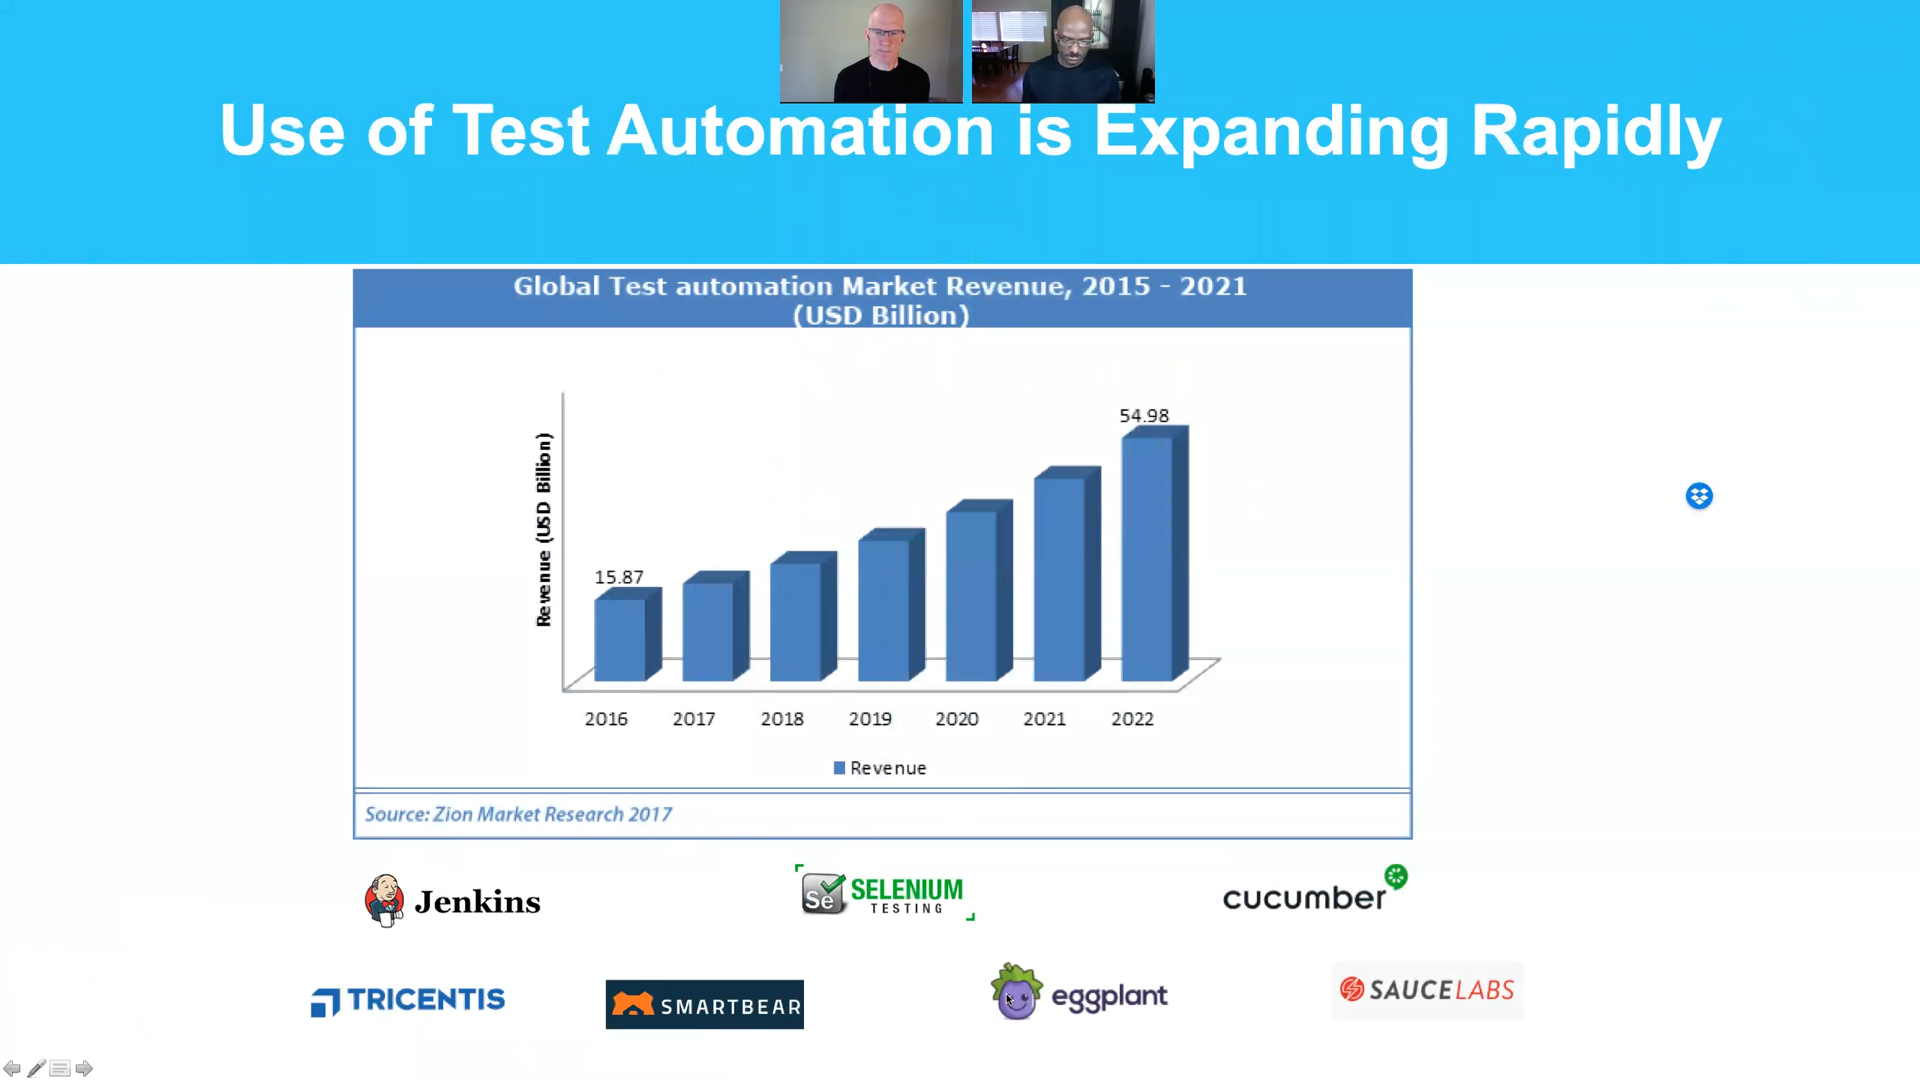 Use of Test Automation is Expanding Rapidly
Global Test automation Market Revenue, 2015 - 2021
(USD Billion)
Revenue (USD Billion)
54.98
15.87
2016 2017 2018 2019 2020 2021 2022
Revenue
Source: Zion Market Research 2017
Jenkins
Se SELENIUM
TESTING
cucumber
TRICENTIS
SMARTBEAR
eggplant
SAUCELABS